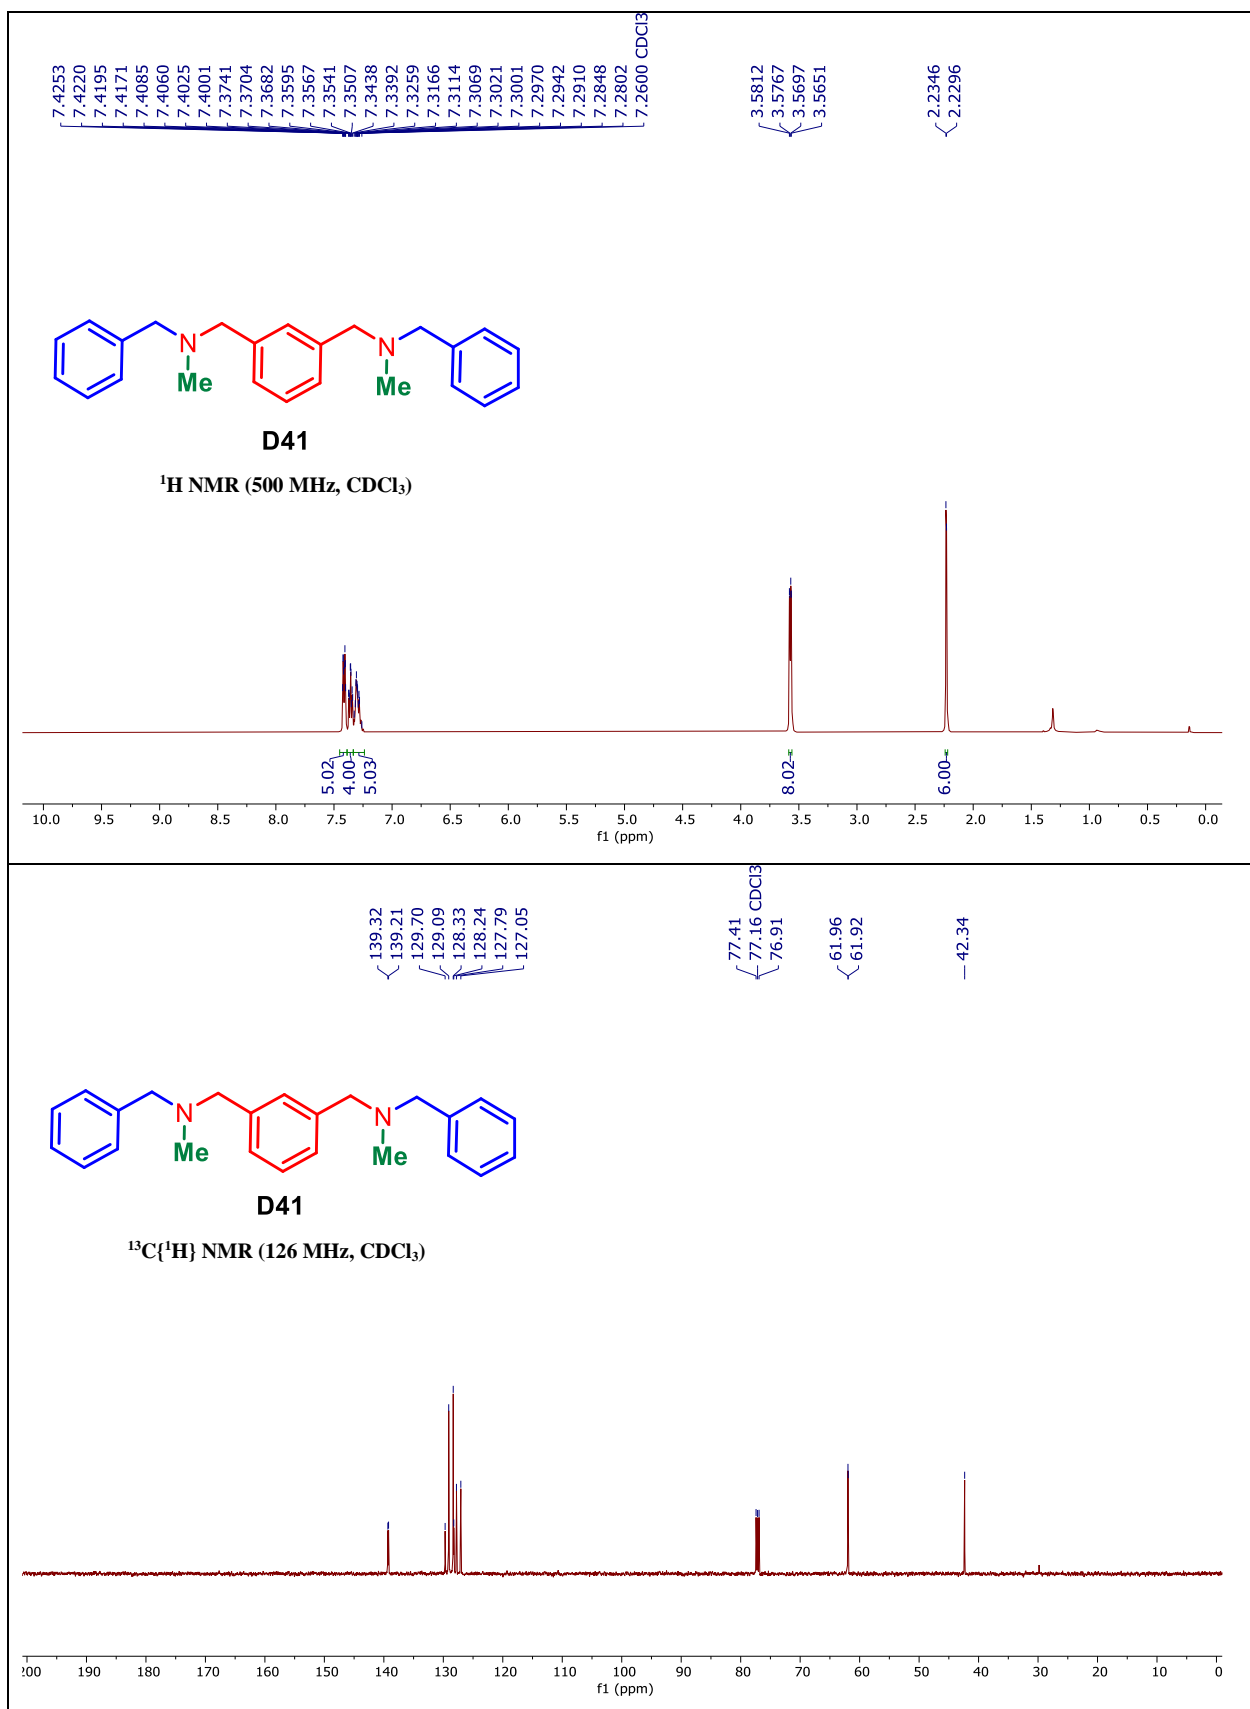 7.4253
7.4220
7.4195
7.4171
7.4085
7.4060
7.4025
7.4001
7.3741
7.3704
7.3682
7.3595
7.3567
7.3541
7.3507
7.3438
7.3392
7.3259
7.3166
7.3114
7.3069
7.3021
7.3001
7.2970
7.2942
7.2910
7.2848
7.2802
7.2600 CDCl3
3.5812
3.5767
3.5697
3.5651
2.2346
2.2296
N
Me
N
Me
D41
¹H NMR (500 MHz, CDCl₃)
5.02
4.00
5.03
8.02
6.00
10.0 9.5 9.0 8.5 8.0 7.5 7.0 6.5 6.0 5.5 5.0 4.5 4.0 3.5 3.0 2.5 2.0 1.5 1.0 0.5 0.0
f1 (ppm)
139.32
139.21
129.70
129.09
128.33
128.24
127.79
127.05
77.41
77.16 CDCl3
76.91
61.96
61.92
42.34
N
Me
N
Me
D41
¹³C{¹H} NMR (126 MHz, CDCl₃)
200 190 180 170 160 150 140 130 120 110 100 90 80 70 60 50 40 30 20 10 0
f1 (ppm)